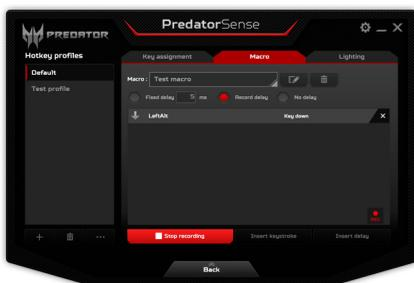 PREDATOR
PredatorSense
Hotkey profiles
Key assignment Macro Lighting
Default
Test profile
Macro : Test macro
Fixed delay 5 ms Record delay No delay
LeftAlt Key down
REC
Stop recording Insert keystroke Insert delay
Back